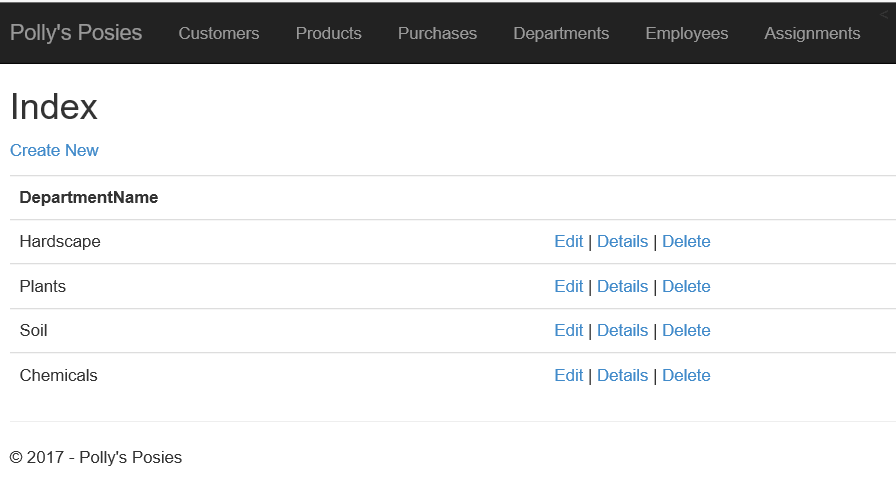 Polly's Posies Customers Products Purchases Departments Employees Assignments <
Index
Create New
DepartmentName
Hardscape Edit | Details | Delete
Plants Edit | Details | Delete
Soil Edit | Details | Delete
Chemicals Edit | Details | Delete
© 2017 - Polly's Posies